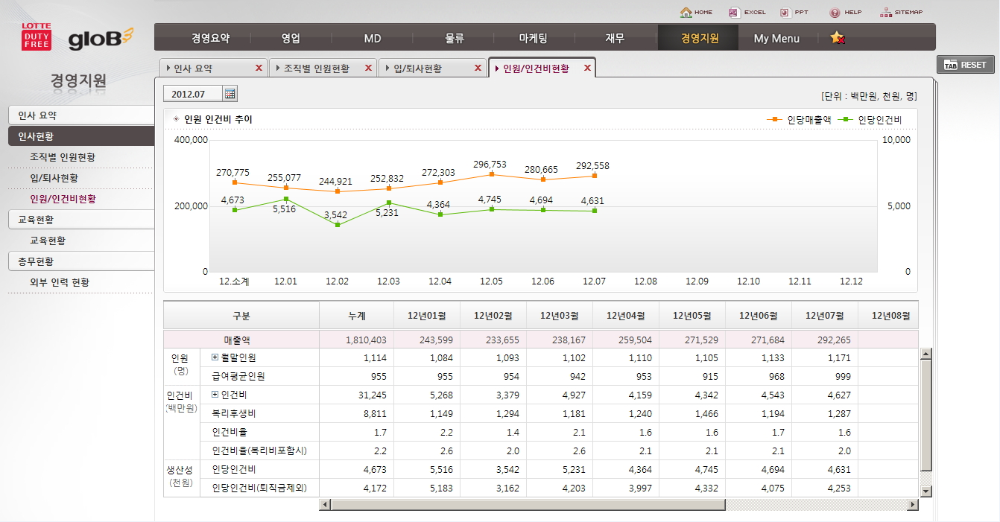 HOME EXCEL PPT HELP SITEMAP
LOTTE
DUTY
FREE
gloB
경영요약 영업 MD 물류 마케팅 재무 경영지원 My Menu
인사 요약 조직별 인원현황 입/퇴사현황 인원/인건비현황
TAB RESET
경영지원
인사 요약
인사현황
조직별 인원현황
입/퇴사현황
인원/인건비현황
교육현황
교육현황
총무현황
외부 인력 현황
2012.07
[단위 : 백만원, 천원, 명]
인원 인건비 추이
인당매출액 인당인건비
400,000 10,000
270,775 255,077 244,921 252,832 272,303 296,753 280,665 292,558
200,000 5,000
4,673 5,516 3,542 5,231 4,364 4,745 4,694 4,631
0 0
12.소계 12.01 12.02 12.03 12.04 12.05 12.06 12.07 12.08 12.09 12.10 12.11 12.12
구분 누계 12년01월 12년02월 12년03월 12년04월 12년05월 12년06월 12년07월 12년08월
매출액 1,810,403 243,599 233,655 238,167 259,504 271,529 271,684 292,265
인원
(명)
월말인원 1,114 1,084 1,093 1,102 1,110 1,105 1,133 1,171
급여평균인원 955 955 954 942 953 915 968 999
인건비
(백만원)
인건비 31,245 5,268 3,379 4,927 4,159 4,342 4,543 4,627
복리후생비 8,811 1,149 1,294 1,181 1,240 1,466 1,194 1,287
인건비율 1.7 2.2 1.4 2.1 1.6 1.6 1.7 1.6
인건비율(복리비포함시) 2.2 2.6 2.0 2.6 2.1 2.1 2.1 2.0
생산성
(천원)
인당인건비 4,673 5,516 3,542 5,231 4,364 4,745 4,694 4,631
인당인건비(퇴직금제외) 4,172 5,183 3,162 4,203 3,997 4,332 4,075 4,253